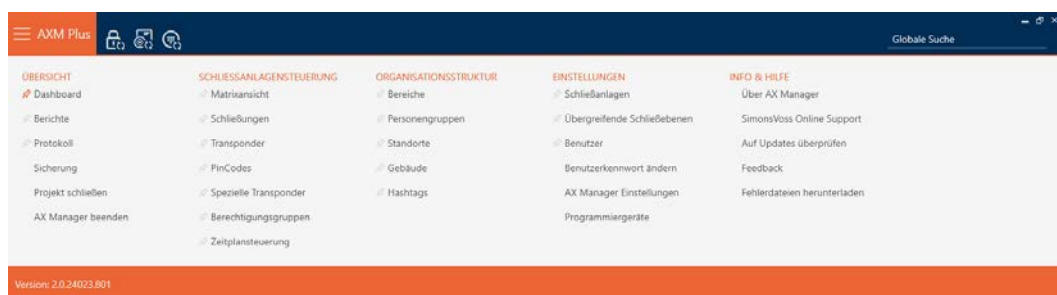 AXM Plus
Globale Suche
ÜBERSICHT
Dashboard
Berichte
Protokoll
Sicherung
Projekt schließen
AX Manager beenden
SCHLIESSANLAGENSTEUERUNG
Matrixansicht
Schließungen
Transponder
PinCodes
Spezielle Transponder
Berechtigungsgruppen
Zeitplansteuerung
ORGANISATIONSSTRUKTUR
Bereiche
Personengruppen
Standorte
Gebäude
Hashtags
EINSTELLUNGEN
Schließanlagen
Übergreifende Schließebenen
Benutzer
Benutzerkennwort ändern
AX Manager Einstellungen
Programmiergeräte
INFO & HILFE
Über AX Manager
SimonsVoss Online Support
Auf Updates überprüfen
Feedback
Fehlerdateien herunterladen
Version: 2.0.24023.801